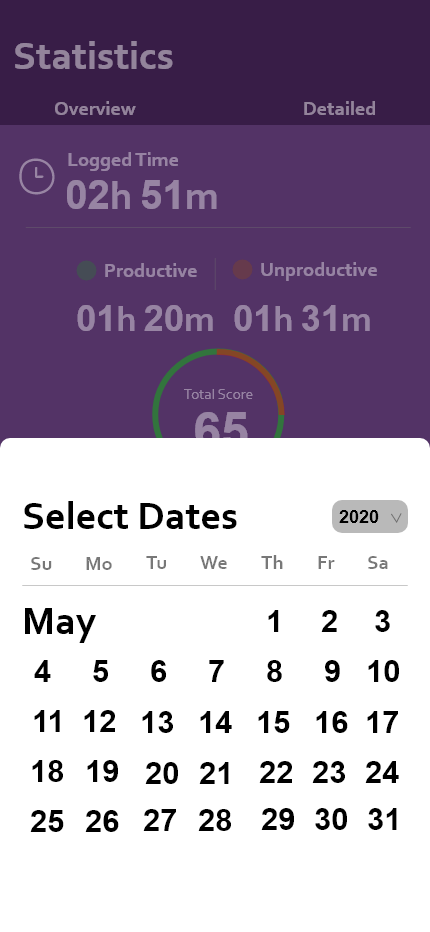 Statistics
Overview Detailed
Logged Time
02h 51m
Productive Unproductive
01h 20m 01h 31m
Total Score
65
Select Dates 2020
Su Mo Tu We Th Fr Sa
May 1 2 3
4 5 6 7 8 9 10
11 12 13 14 15 16 17
18 19 20 21 22 23 24
25 26 27 28 29 30 31